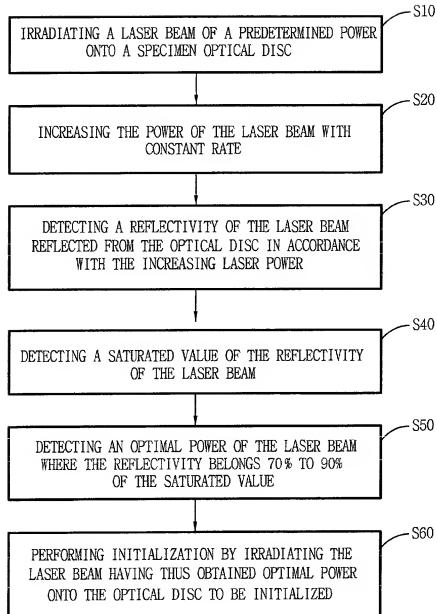 S10
IRRADIATING A LASER BEAM OF A PREDETERMINED POWER
ONTO A SPECIMEN OPTICAL DISC
S20
INCREASING THE POWER OF THE LASER BEAM WITH
CONSTANT RATE
S30
DETECTING A REFLECTIVITY OF THE LASER BEAM
REFLECTED FROM THE OPTICAL DISC IN ACCORDANCE
WITH THE INCREASING LASER POWER
S40
DETECTING A SATURATED VALUE OF THE REFLECTIVITY
OF THE LASER BEAM
S50
DETECTING AN OPTIMAL POWER OF THE LASER BEAM
WHERE THE REFLECTIVITY BELONGS 70% TO 90%
OF THE SATURATED VALUE
S60
PERFORMING INITIALIZATION BY IRRADIATING THE
LASER BEAM HAVING THUS OBTAINED OPTIMAL POWER
ONTO THE OPTICAL DISC TO BE INITIALIZED